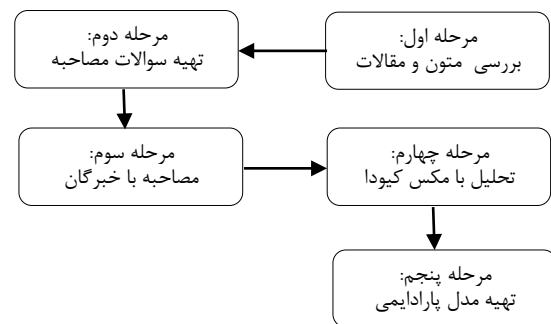 مرحله اول:
بررسی متون و مقالات
مرحله دوم:
تهیه سوالات مصاحبه
مرحله سوم:
مصاحبه با خبرگان
مرحله چهارم:
تحلیل با مکس کیودا
مرحله پنجم:
تهیه مدل پارادایمی